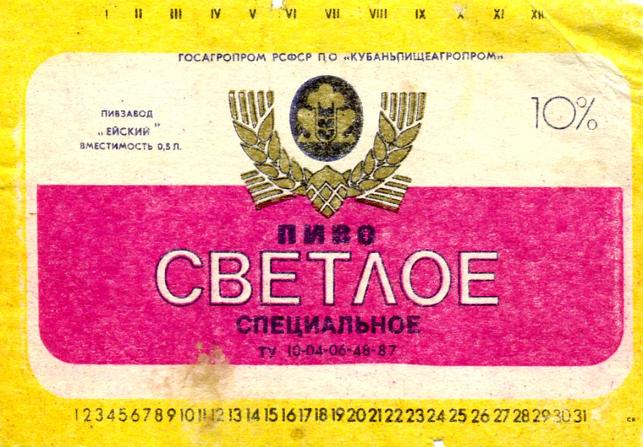 I II III IV V VI VII VIII IX X XI XII
ГОСАГРОПРОМ РСФСР П/О «КУБАНЬПИЩЕАГРОПРОМ»
ПИВЗАВОД
„ЕЙСКИЙ"
ВМЕСТИМОСТЬ 0,5 Л.
10%
ПИВО
СВЕТЛОЕ
СПЕЦИАЛЬНОЕ
ТУ 10-04-06-48-87
1 2 3 4 5 6 7 8 9 10 11 12 13 14 15 16 17 18 19 20 21 22 23 24 25 26 27 28 29 30 31